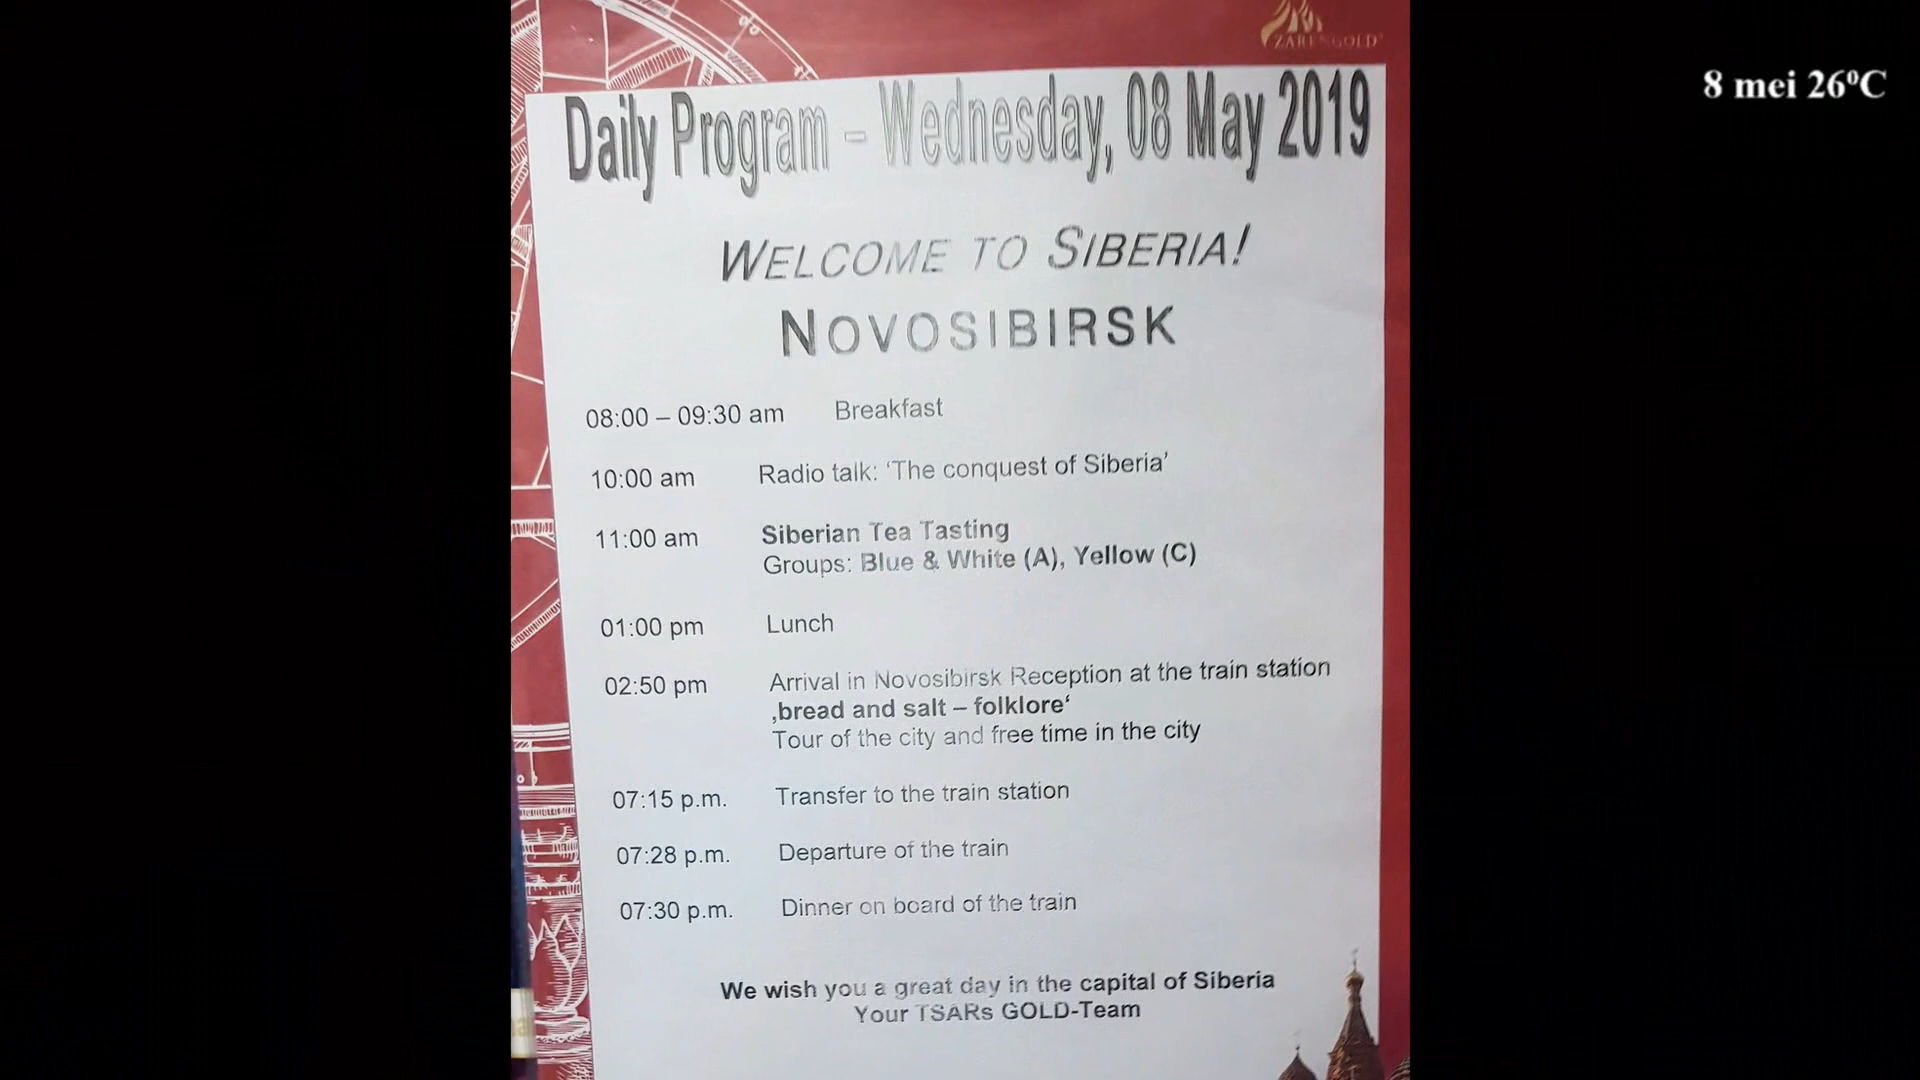 ZARENGOLD
8 mei 26⁰C
Daily Program – Wednesday, 08 May 2019
WELCOME TO SIBERIA!
NOVOSIBIRSK
08:00 – 09:30 am Breakfast
10:00 am Radio talk: ‘The conquest of Siberia’
11:00 am Siberian Tea Tasting
Groups: Blue & White (A), Yellow (C)
01:00 pm Lunch
02:50 pm Arrival in Novosibirsk Reception at the train station
‚bread and salt – folklore‘
Tour of the city and free time in the city
07:15 p.m. Transfer to the train station
07:28 p.m. Departure of the train
07:30 p.m. Dinner on board of the train
We wish you a great day in the capital of Siberia
Your TSARs GOLD-Team